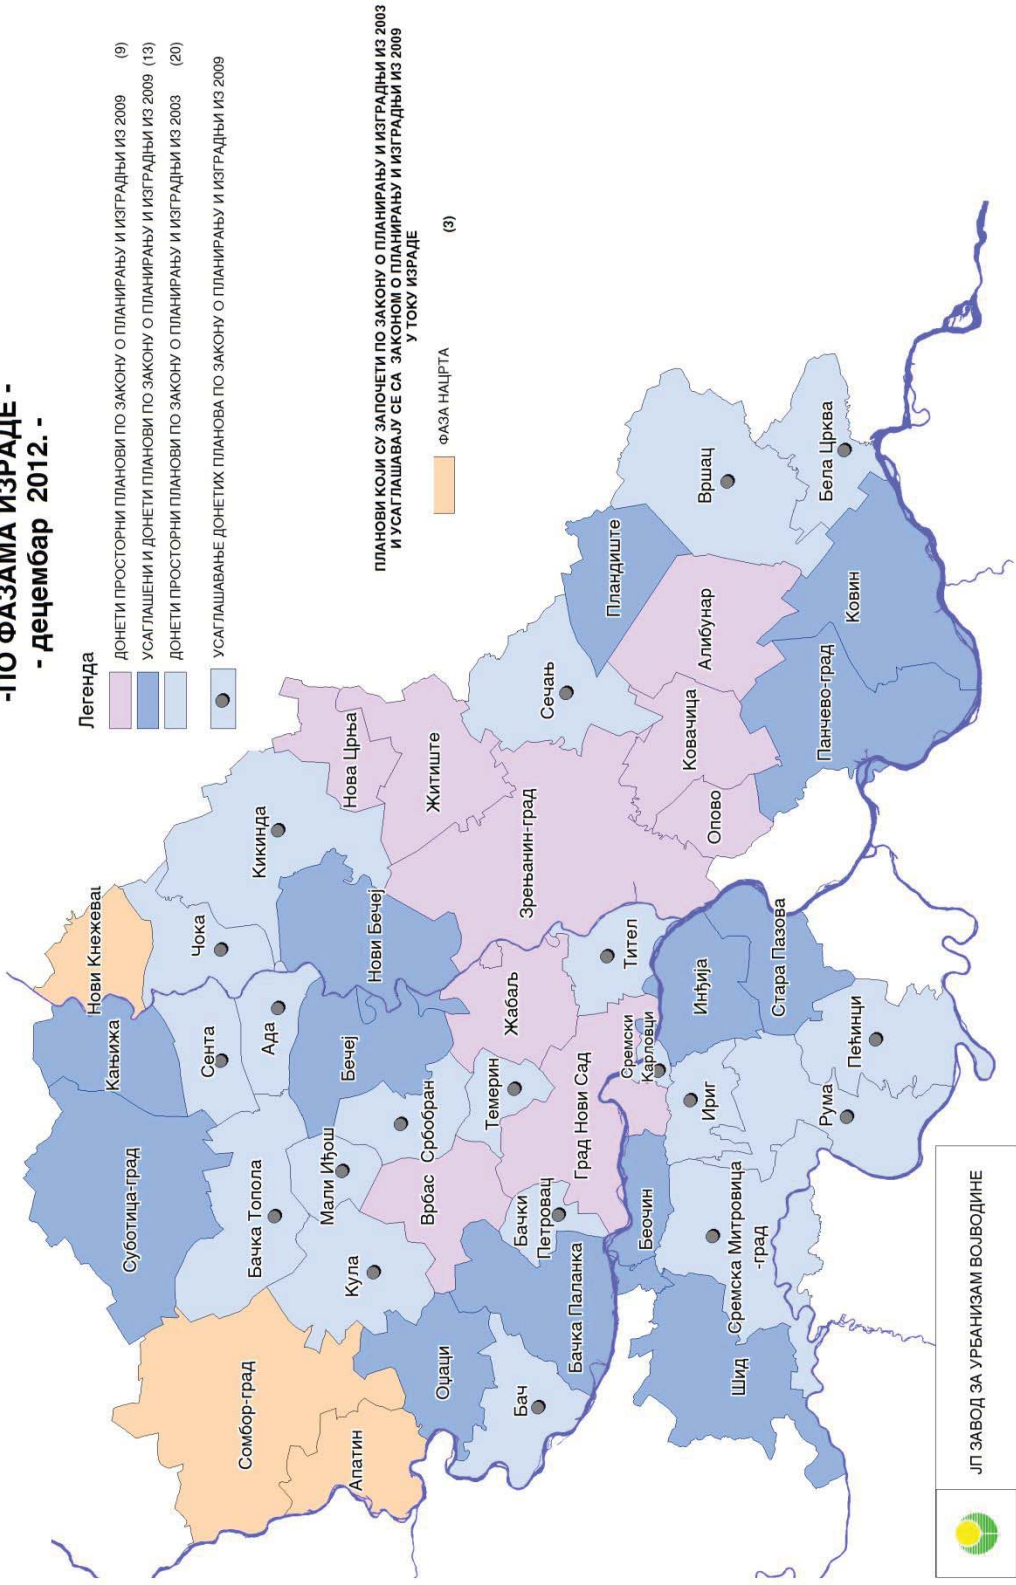 -ПО ФАЗАМА ИЗРАДЕ -
- децембар 2012. -
Легенда
ДОНЕТИ ПРОСТОРНИ ПЛАНОВИ ПО ЗАКОНУ О ПЛАНИРАЊУ И ИЗГРАДЊИ ИЗ 2009 (9)
УСАГЛАШЕНИ И ДОНЕТИ ПЛАНОВИ ПО ЗАКОНУ О ПЛАНИРАЊУ И ИЗГРАДЊИ ИЗ 2009 (13)
ДОНЕТИ ПРОСТОРНИ ПЛАНОВИ ПО ЗАКОНУ О ПЛАНИРАЊУ И ИЗГРАДЊИ ИЗ 2003 (20)
УСАГЛАШАВАЊЕ ДОНЕТИХ ПЛАНОВА ПО ЗАКОНУ О ПЛАНИРАЊУ И ИЗГРАДЊИ ИЗ 2009
ПЛАНОВИ КОЈИ СУ ЗАПОЧЕТИ ПО ЗАКОНУ О ПЛАНИРАЊУ И ИЗГРАДЊИ ИЗ 2003
И УСАГЛАШАВАЈУ СЕ СА ЗАКОНОМ О ПЛАНИРАЊУ И ИЗГРАДЊИ ИЗ 2009
У ТОКУ ИЗРАДЕ
ФАЗА НАЦРТА (3)
Нови Кнежевац
Кањижа
Суботица-град
Чока
Сента
Ада
Кикинда
Бачка Топола
Мали Иђош
Сомбор-град
Апатин
Кула
Бечеј
Нови Бечеј
Нова Црња
Житиште
Србобран
Врбас
Оџаци
Бач
Темерин
Жабаљ
Зрењанин-град
Сечањ
Бачки
Петровац
Бачка Паланка
Град Нови Сад
Тител
Пландиште
Сремски
Карловци
Беочин
Инђија
Ириг
Опово
Ковачица
Алибунар
Вршац
Стара Пазова
Сремска Митровица
-град
Шид
Рума
Пећинци
Панчево-град
Ковин
Бела Црква
ЈП ЗАВОД ЗА УРБАНИЗАМ ВОЈВОДИНЕ